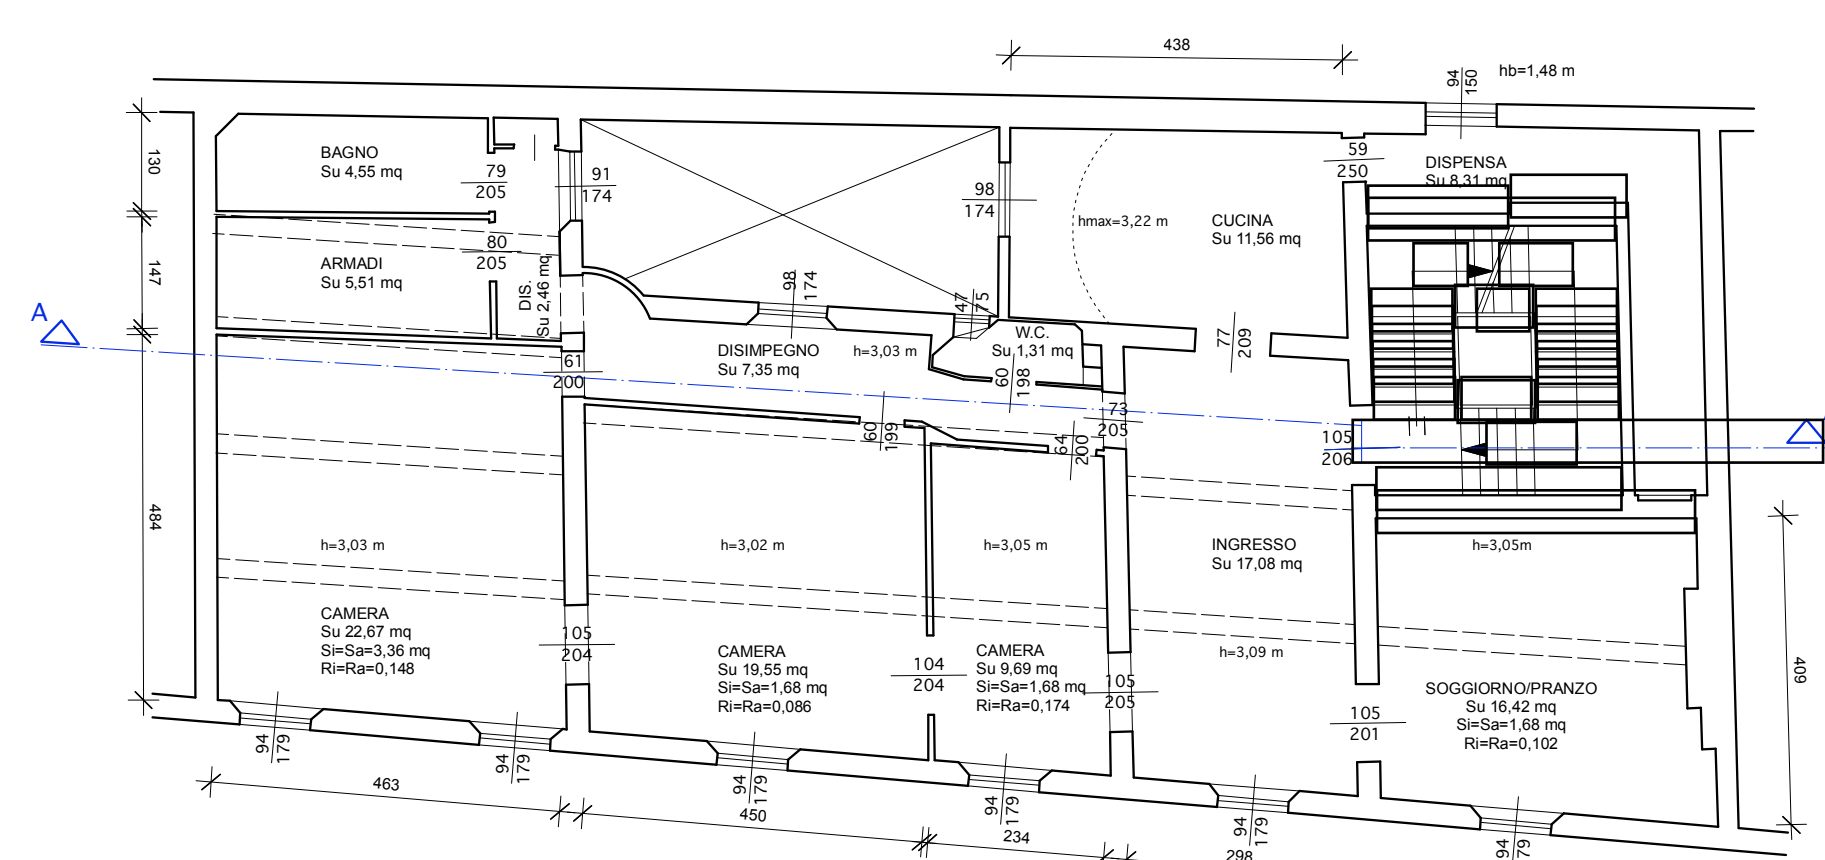 438
hb=1,48 m
94
150
130
BAGNO
Su 4,55 mq
79
205
91
174
98
174
59
250
DISPENSA
Su 8,31 mq
hmax=3,22 m
CUCINA
Su 11,56 mq
147
ARMADI
Su 5,51 mq
80
205
DIS.
Su 2,46 mq
98
174
47
75
A
DISIMPEGNO
Su 7,35 mq
h=3,03 m
W.C.
Su 1,31 mq
77
209
61
200
60
198
60
199
73
205
64
200
105
206
484
h=3,03 m
h=3,02 m
h=3,05 m
INGRESSO
Su 17,08 mq
h=3,05m
CAMERA
Su 22,67 mq
Si=Sa=3,36 mq
Ri=Ra=0,148
105
204
CAMERA
Su 19,55 mq
Si=Sa=1,68 mq
Ri=Ra=0,086
104
204
CAMERA
Su 9,69 mq
Si=Sa=1,68 mq
Ri=Ra=0,174
105
205
h=3,09 m
105
201
SOGGIORNO/PRANZO
Su 16,42 mq
Si=Sa=1,68 mq
Ri=Ra=0,102
409
94
179
94
179
94
179
94
179
94
179
94
79
463
450
234
298